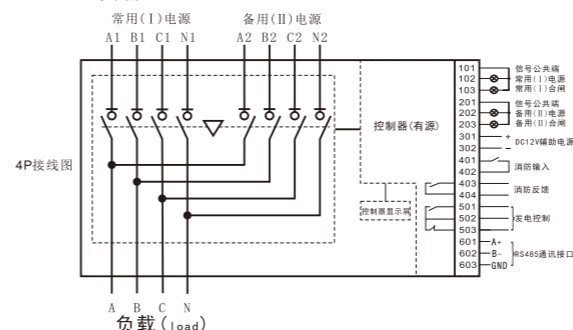 常用(Ⅰ)电源 备用(Ⅱ)电源
A1 B1 C1 N1 A2 B2 C2 N2
4P接线图
控制器(有源)
控制器显示屏
101 信号公共端
102 常用(Ⅰ)电源
103 常用(Ⅰ)合闸
201 信号公共端
202 备用(Ⅱ)电源
203 备用(Ⅱ)合闸
301 +
302 -
DC12V辅助电源
401
402
消防输入
403
404
消防反馈
501
502
503
发电控制
601 A+
602 B-
603 GND
RS485通讯接口
A B C N
负载(load)